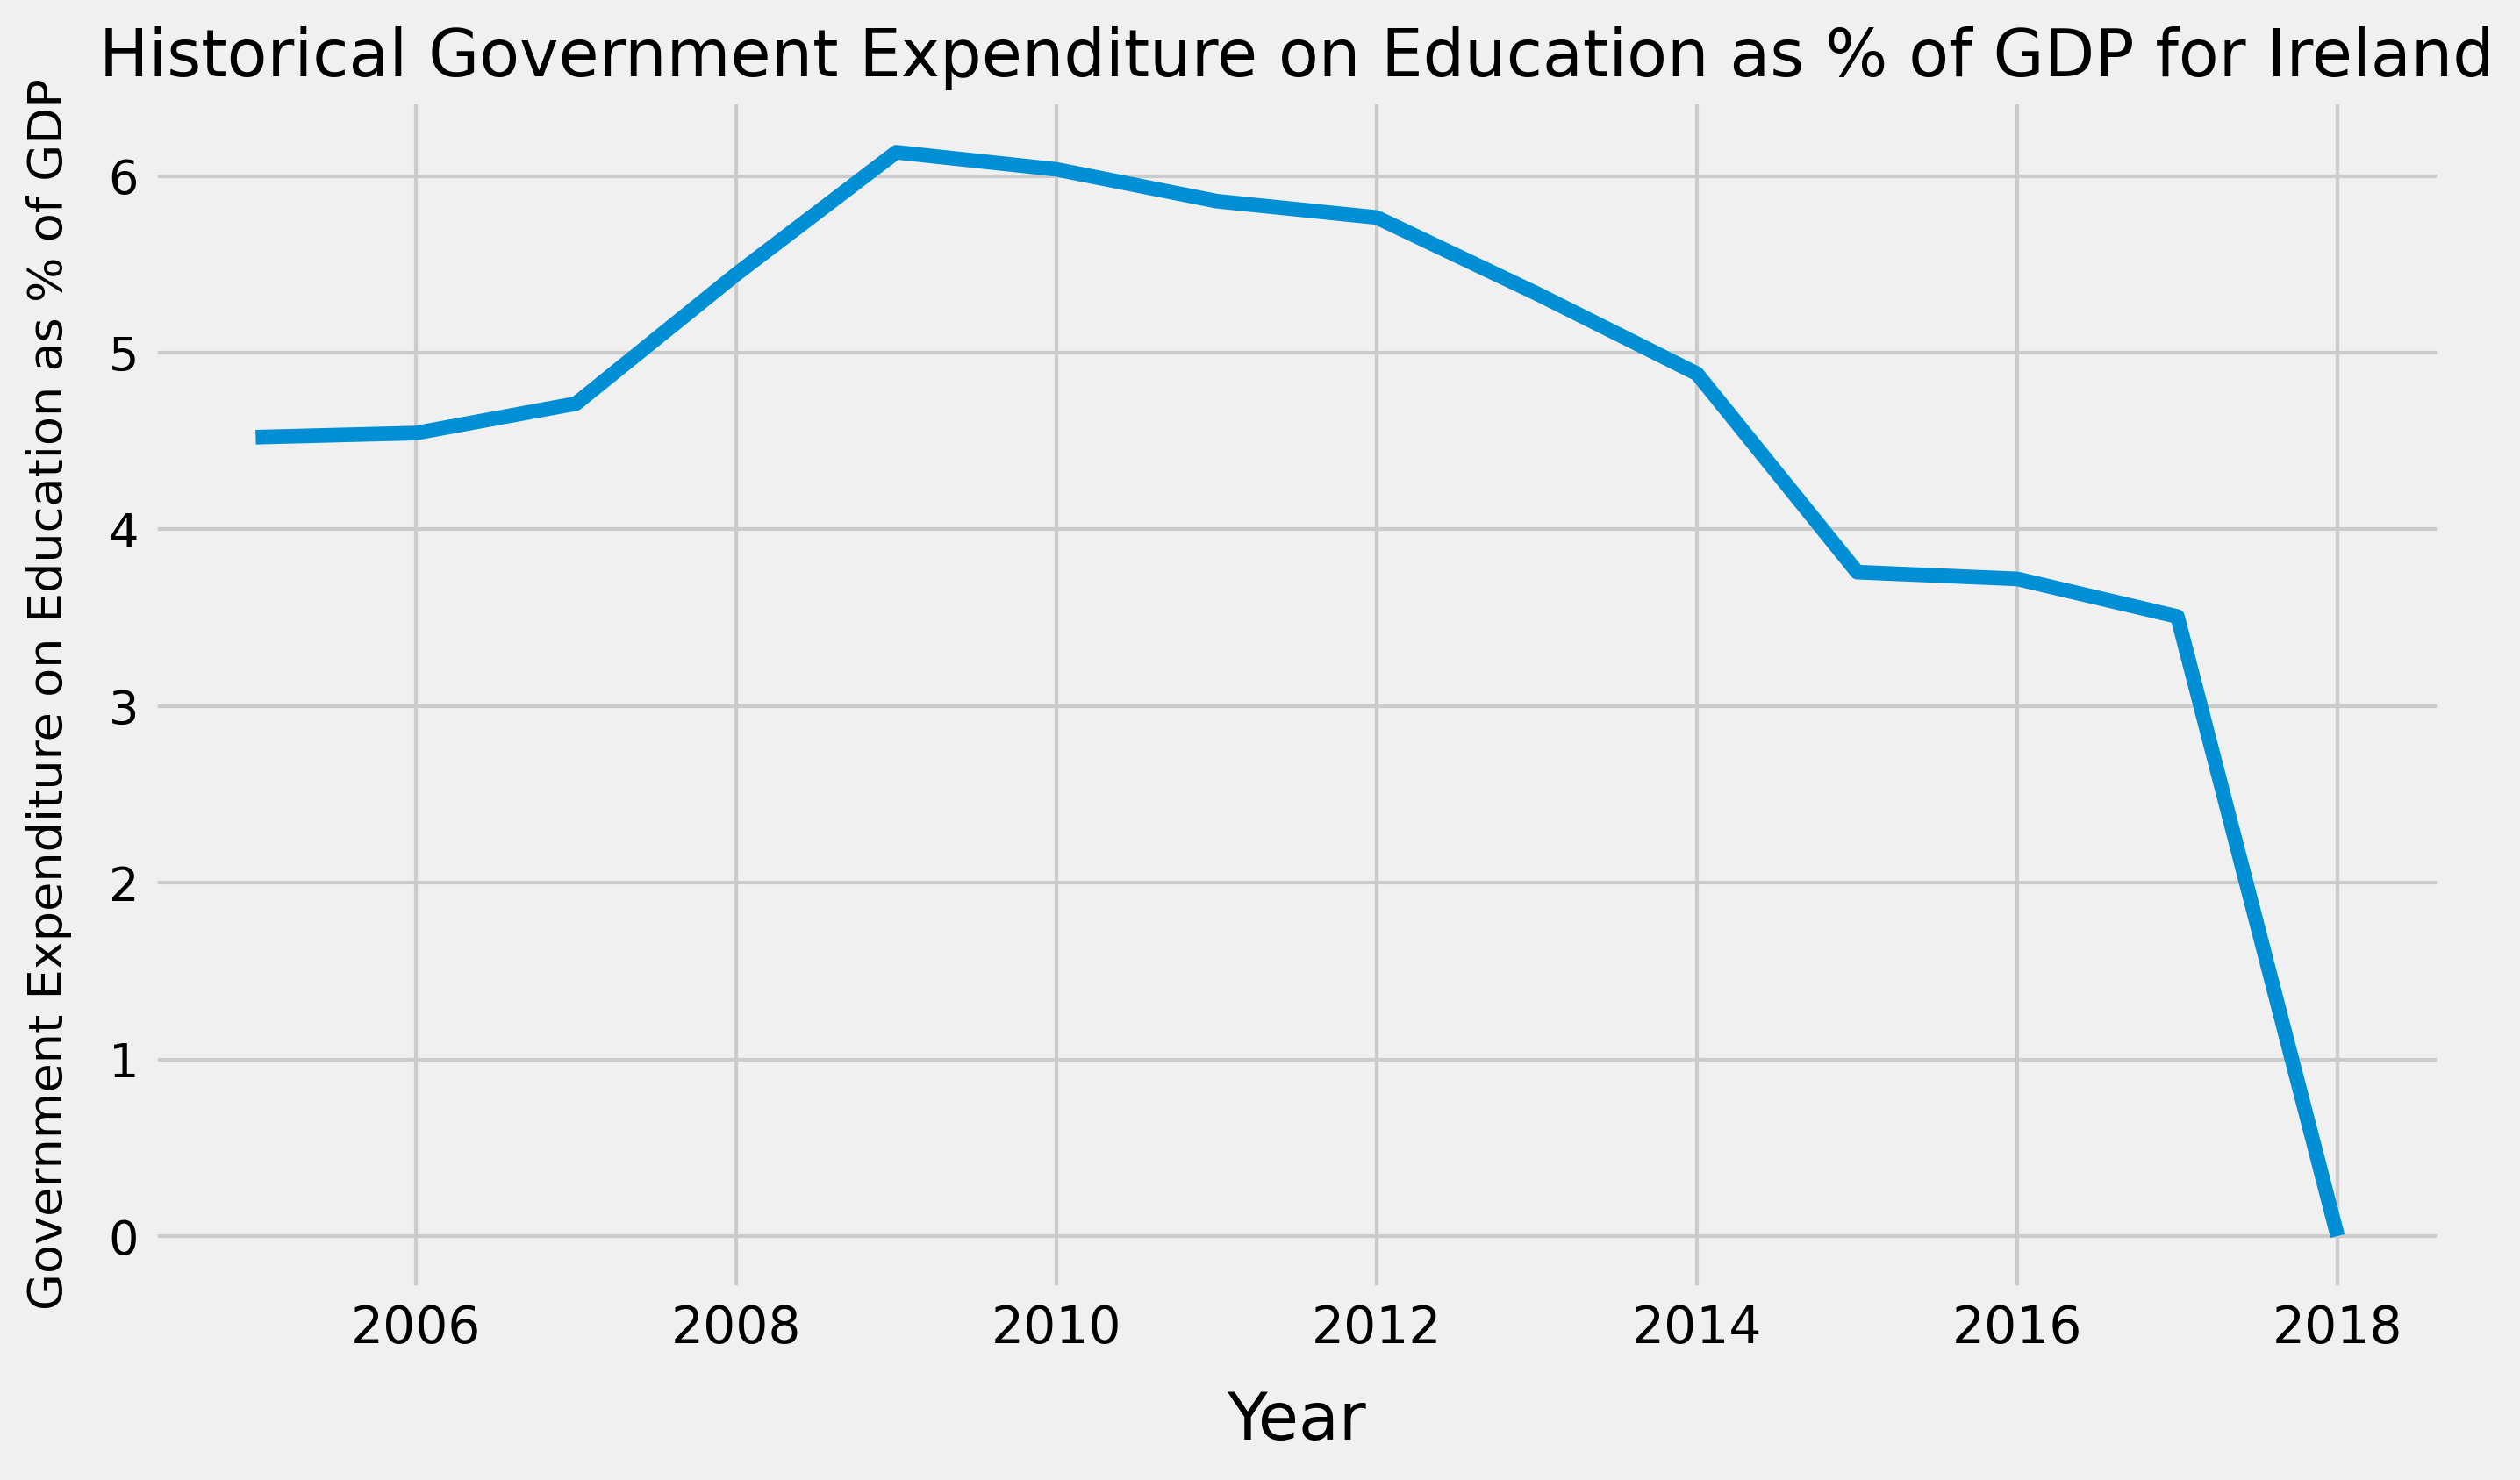 Historical Government Expenditure on Education as % of GDP for Ireland
Government Expenditure on Education as % of GDP
6
5
4
3
2
1
0
2006 2008 2010 2012 2014 2016 2018
Year